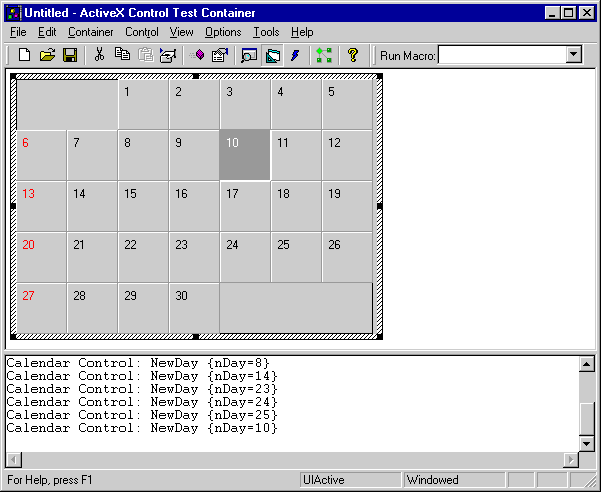 Untitled - ActiveX Control Test Container
File Edit Container Control View Options Tools Help
Run Macro:
1 2 3 4 5
6 7 8 9 10 11 12
13 14 15 16 17 18 19
20 21 22 23 24 25 26
27 28 29 30
Calendar Control: NewDay {nDay=8}
Calendar Control: NewDay {nDay=14}
Calendar Control: NewDay {nDay=23}
Calendar Control: NewDay {nDay=24}
Calendar Control: NewDay {nDay=25}
Calendar Control: NewDay {nDay=10}
For Help, press F1 UIActive Windowed